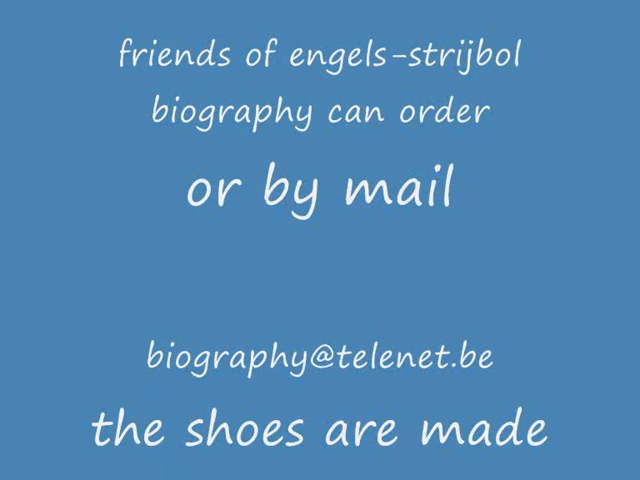 friends of engels-strijbol
biography can order
or by mail
biography@telenet.be
the shoes are made